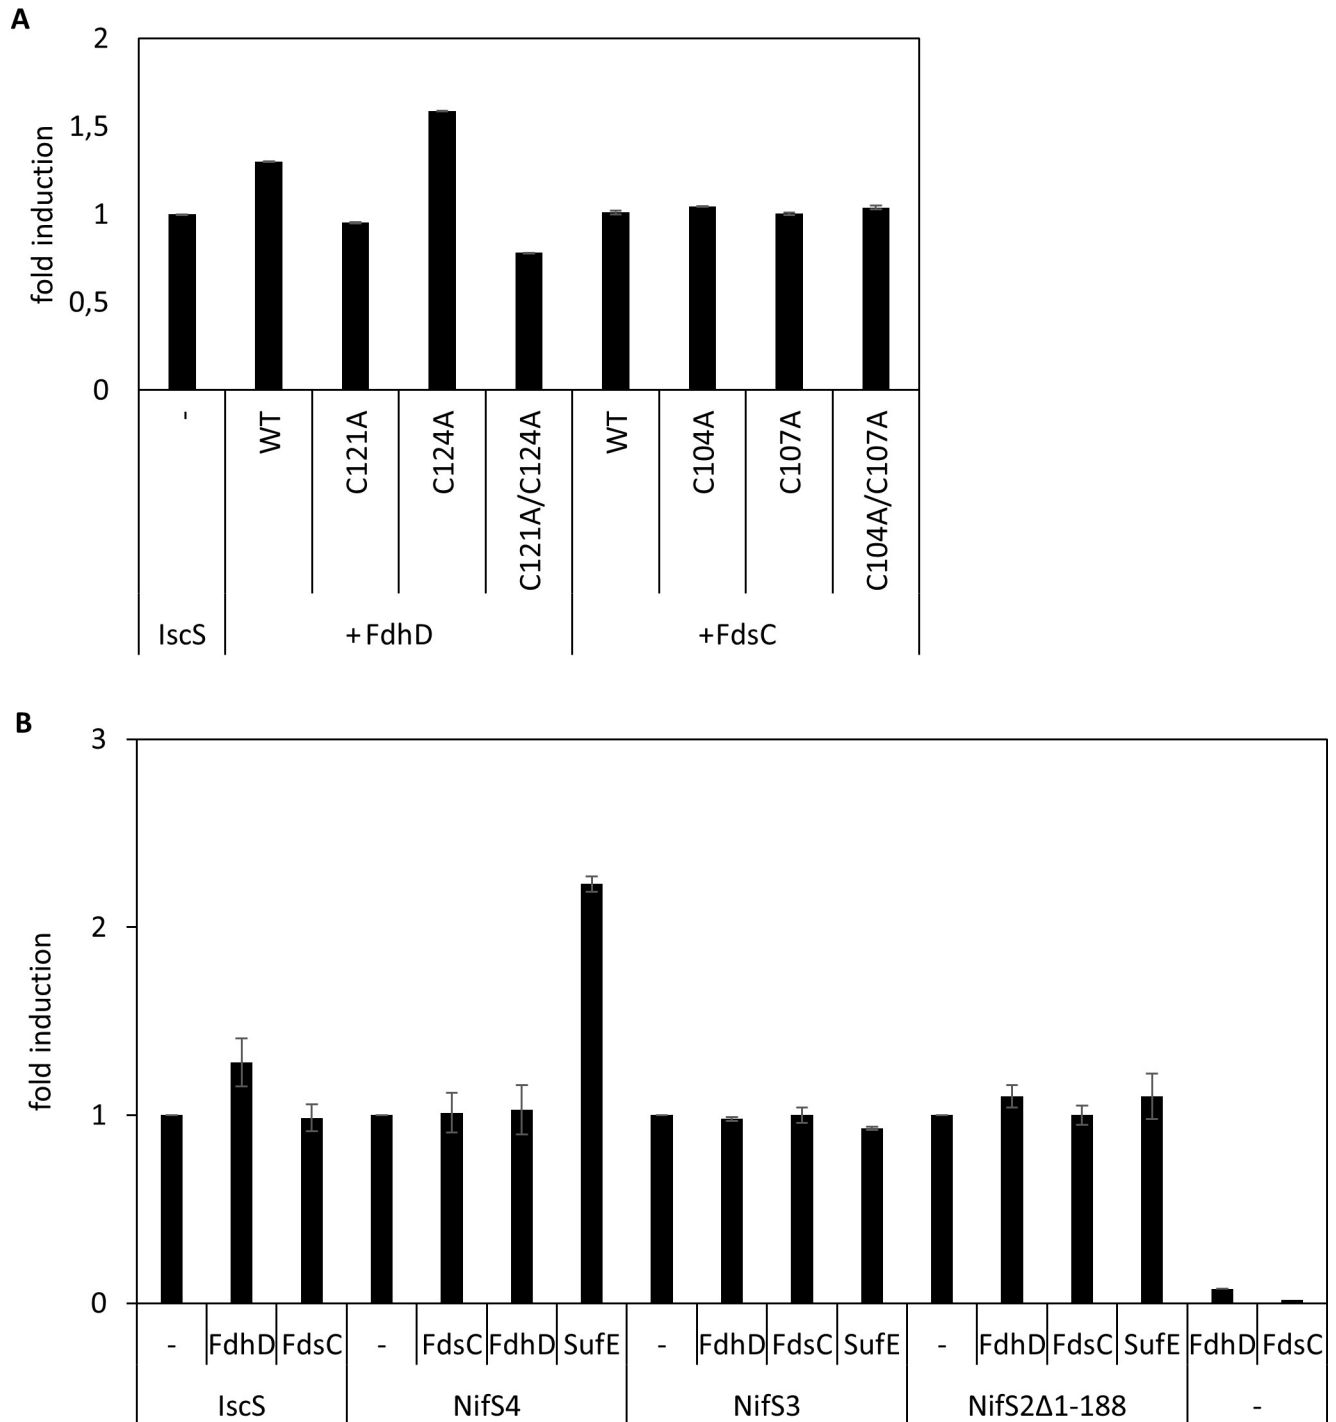 A
2
1,5
1
0,5
0
fold induction
-
WT
C121A
C124A
C121A/C124A
WT
C104A
C107A
C104A/C107A
IscS
+FdhD
+FdsC
B
3
2
1
0
fold induction
- FdhD FdsC - FdsC FdhD SufE - FdhD FdsC SufE - FdhD FdsC SufE FdhD FdsC
IscS NifS4 NifS3 NifS2Δ1-188 -